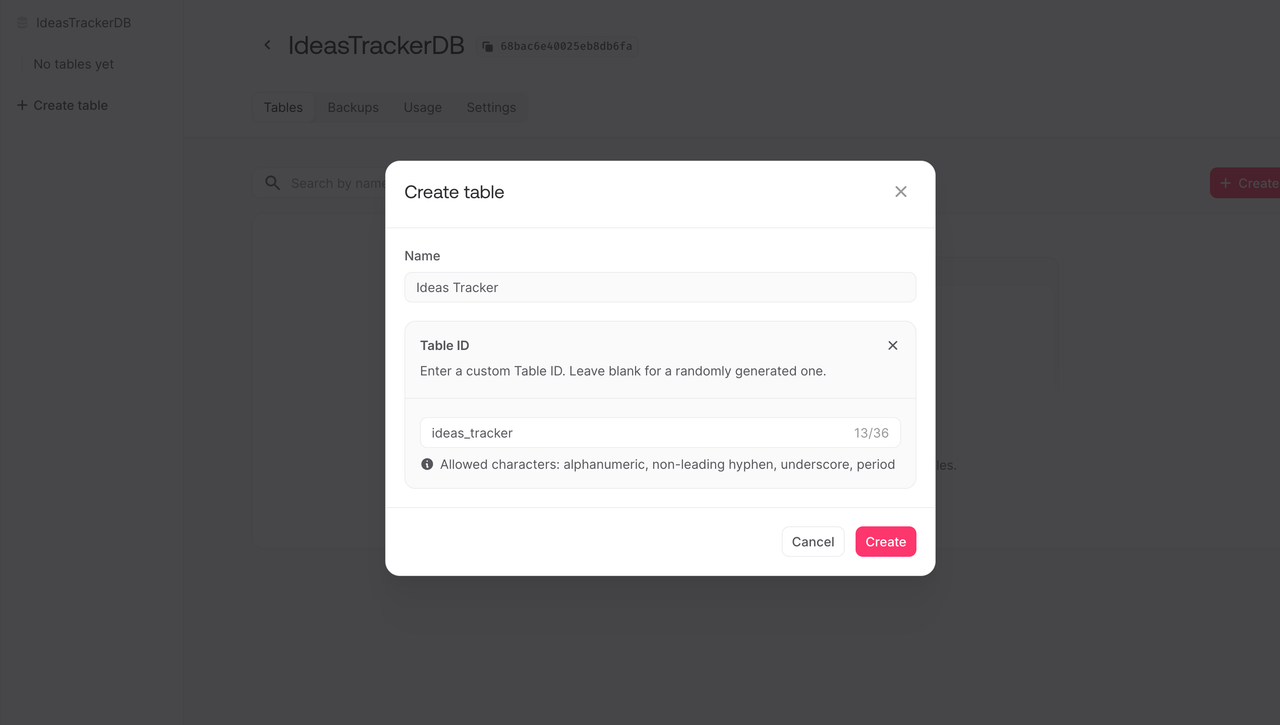 IdeasTrackerDB
No tables yet
Create table
IdeasTrackerDB
68bac6e40025eb8db6fa
Tables Backups Usage Settings
Search by name
Create
Create table
Name
Ideas Tracker
Table ID
Enter a custom Table ID. Leave blank for a randomly generated one.
ideas_tracker 13/36
Allowed characters: alphanumeric, non-leading hyphen, underscore, period
Cancel Create